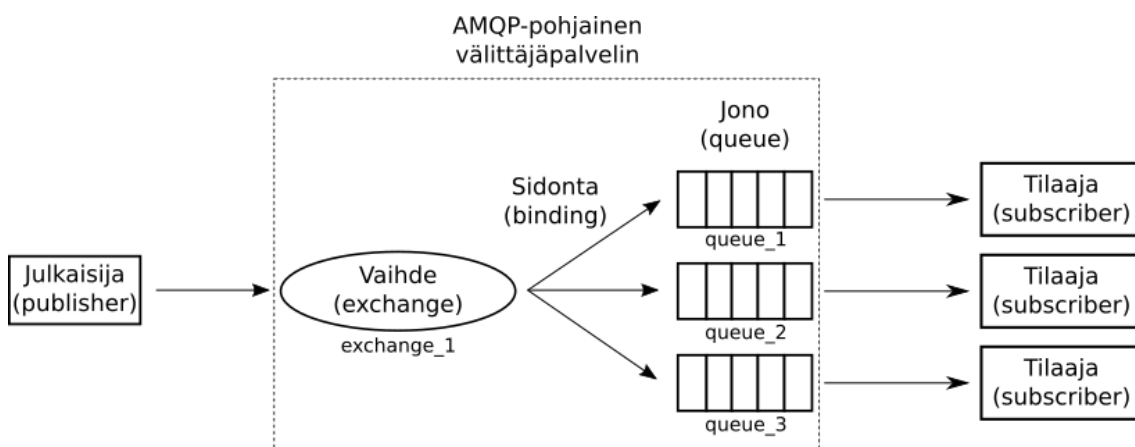 AMQP-pohjainen
välittäjäpalvelin
Jono
(queue)
Sidonta
(binding)
queue_1
Tilaaja
(subscriber)
Julkaisija
(publisher)
Vaihde
(exchange)
exchange_1
queue_2
Tilaaja
(subscriber)
queue_3
Tilaaja
(subscriber)